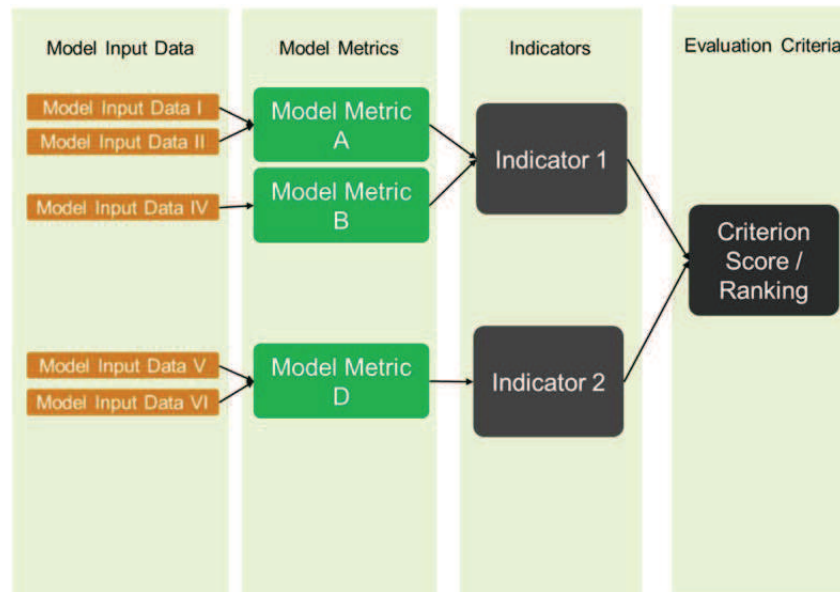 Model Input Data
Model Metrics
Indicators
Evaluation Criteria
Model Input Data I
Model Input Data II
Model Input Data IV
Model Input Data V
Model Input Data VI
Model Metric
A
Model Metric
B
Model Metric
D
Indicator 1
Indicator 2
Criterion
Score /
Ranking